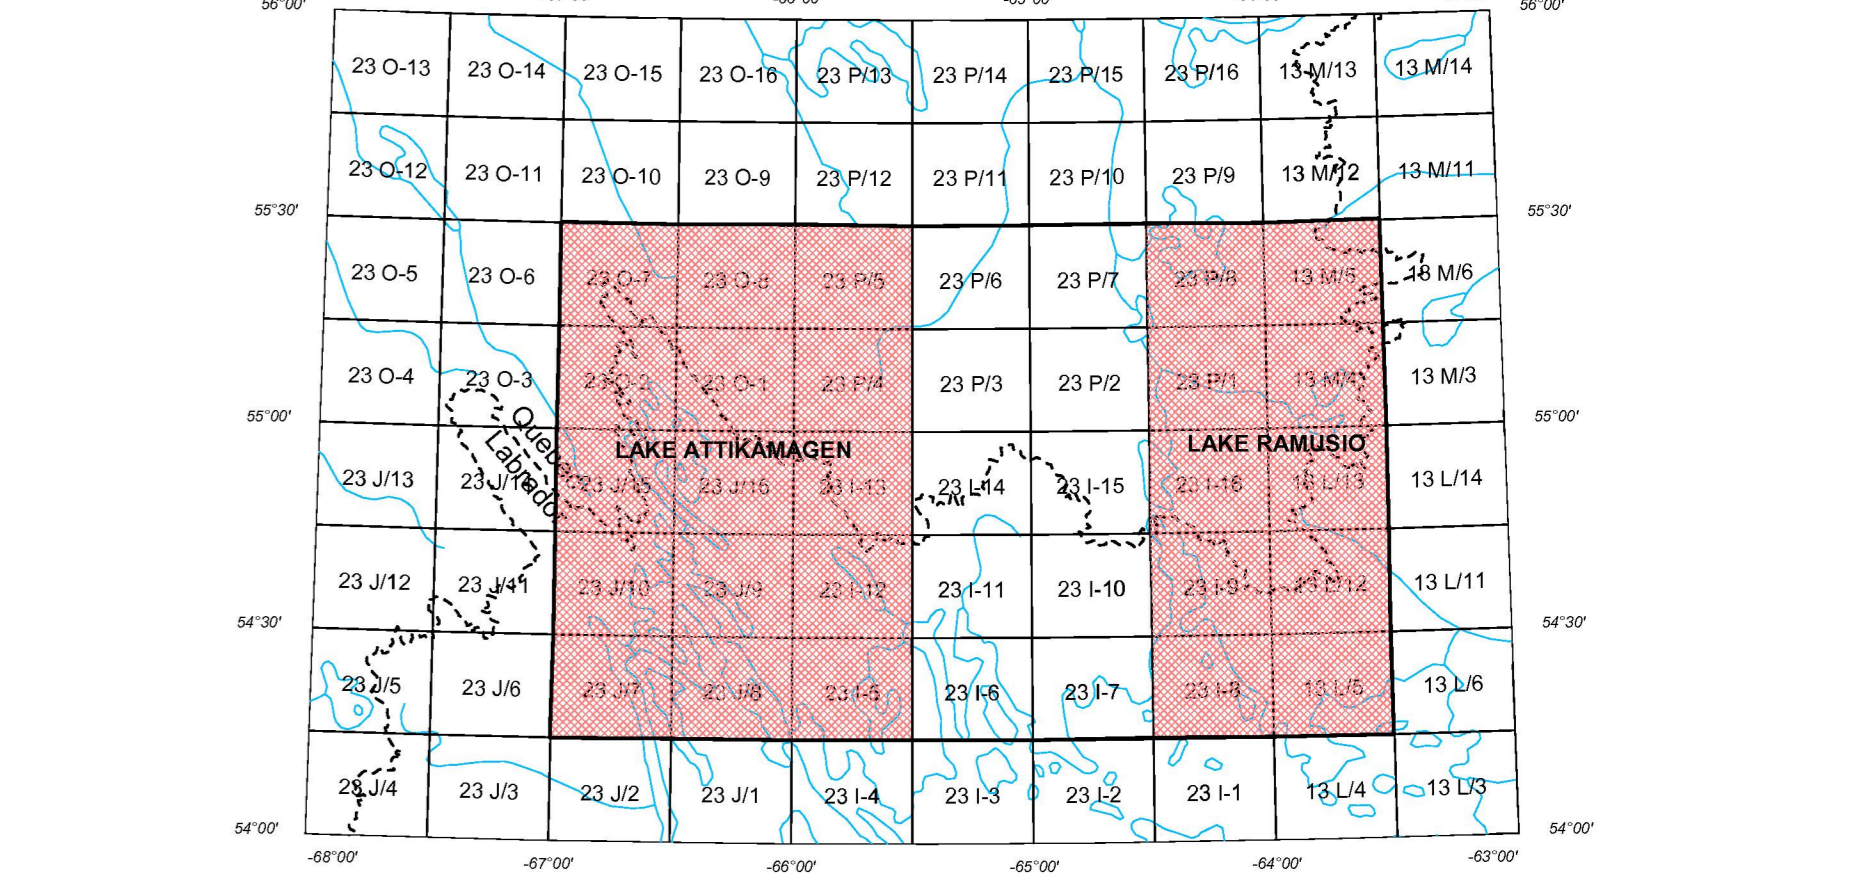 56°00' 56°00'
23 O-13 23 O-14 23 O-15 23 O-16 23 P/13 23 P/14 23 P/15 23 P/16 13 M/13 13 M/14
23 O-12 23 O-11 23 O-10 23 O-9 23 P/12 23 P/11 23 P/10 23 P/9 13 M/12 13 M/11
55°30' 55°30'
23 O-5 23 O-6 23 O-7 23 O-8 23 P/5 23 P/6 23 P/7 23 P/8 13 M/5 13 M/6
23 O-4 23 O-3 23 O-2 23 O-1 23 P/4 23 P/3 23 P/2 23 P/1 13 M/4 13 M/3
55°00' 55°00'
Quebec
Labrador
LAKE ATTIKAMAGEN LAKE RAMUSIO
23 J/13 23 J/14 23 J/15 23 J/16 23 I-13 23 I-14 23 I-15 23 I-16 13 L/13 13 L/14
23 J/12 23 J/11 23 J/10 23 J/9 23 I-12 23 I-11 23 I-10 23 I-9 13 L/12 13 L/11
54°30' 54°30'
23 J/5 23 J/6 23 J/7 23 J/8 23 I-5 23 I-6 23 I-7 23 I-8 13 L/5 13 L/6
23 J/4 23 J/3 23 J/2 23 J/1 23 I-4 23 I-3 23 I-2 23 I-1 13 L/4 13 L/3
54°00' 54°00'
-68°00' -67°00' -66°00' -65°00' -64°00' -63°00'